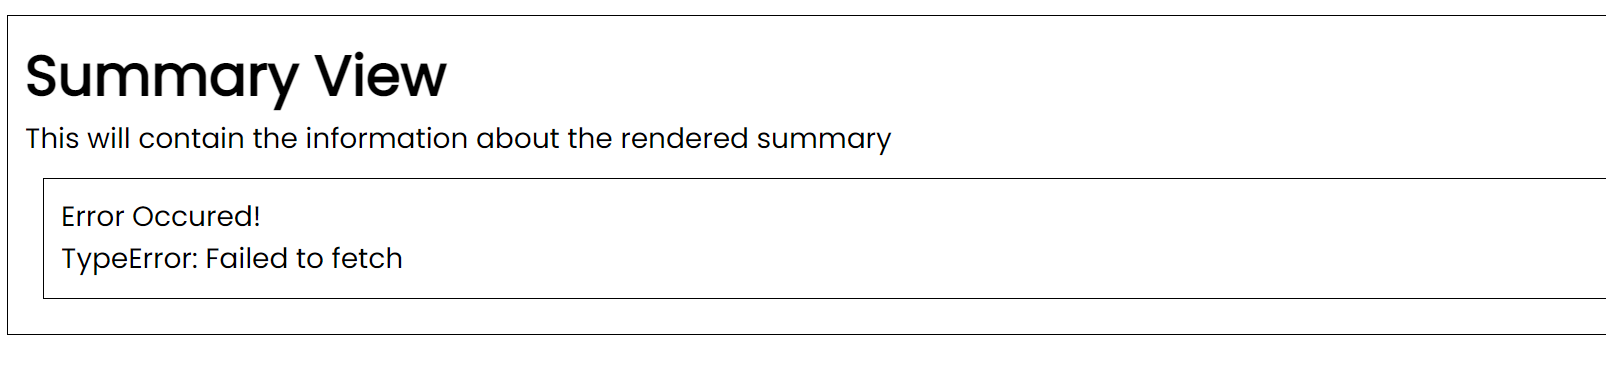 Summary View
This will contain the information about the rendered summary
Error Occured!
TypeError: Failed to fetch